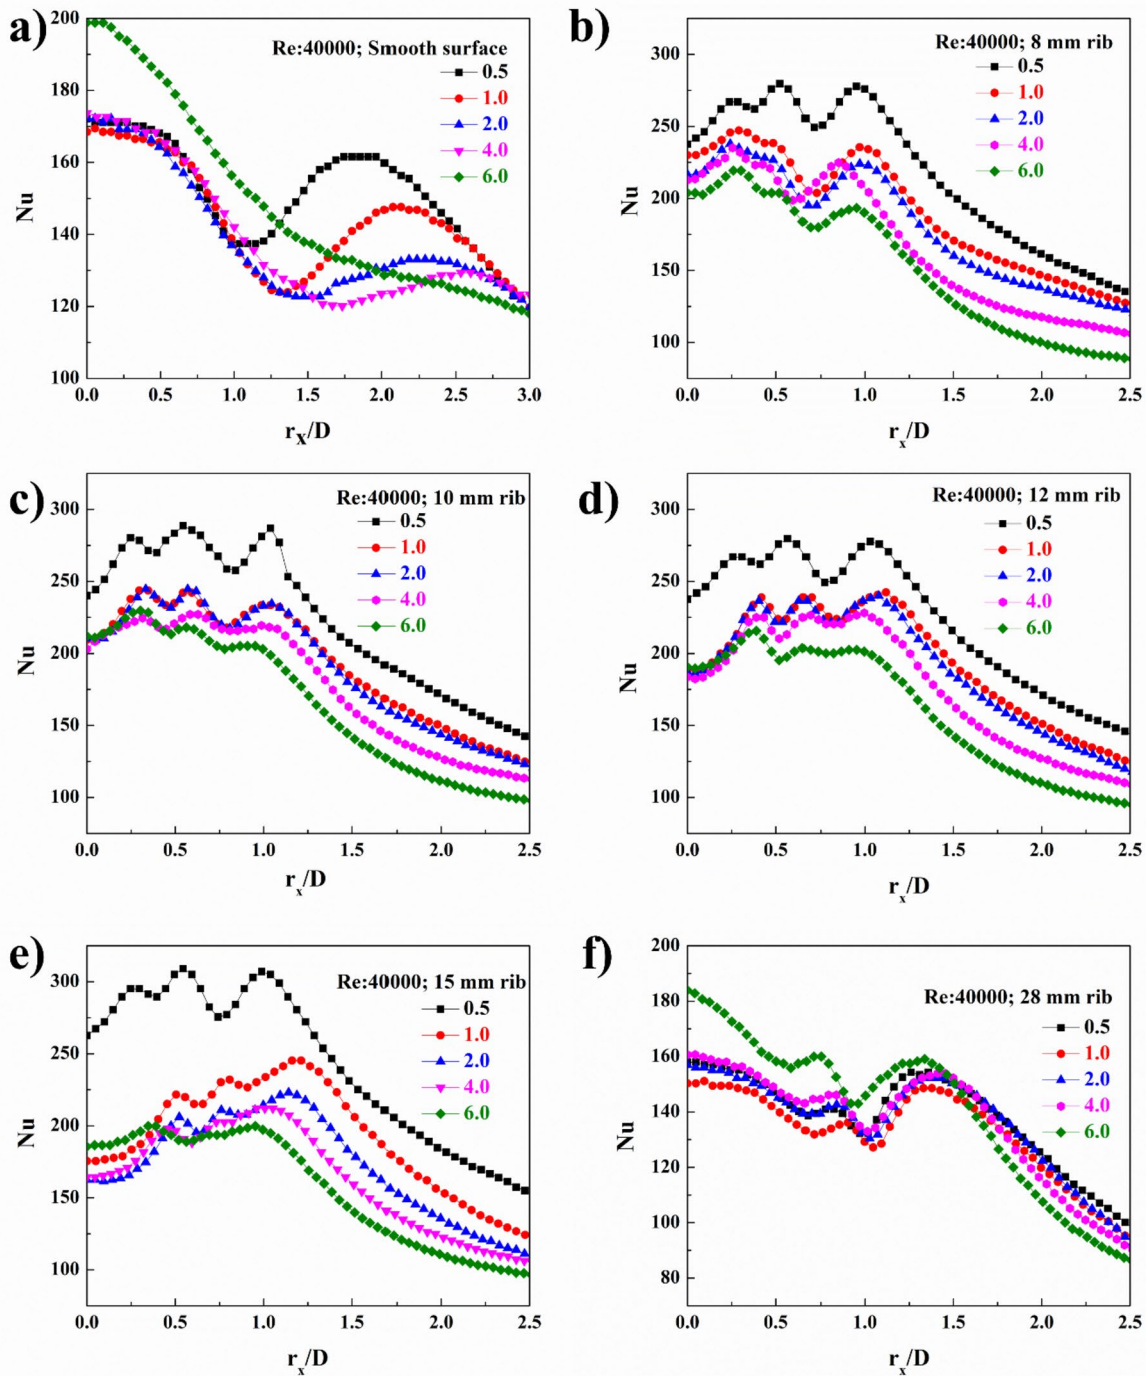 a)
Re:40000; Smooth surface
0.5
1.0
2.0
4.0
6.0
200
180
160
140
120
100
Nu
0.0 0.5 1.0 1.5 2.0 2.5 3.0
rx/D
b)
Re:40000; 8 mm rib
0.5
1.0
2.0
4.0
6.0
300
250
200
150
100
Nu
0.0 0.5 1.0 1.5 2.0 2.5
rx/D
c)
Re:40000; 10 mm rib
0.5
1.0
2.0
4.0
6.0
300
250
200
150
100
Nu
0.0 0.5 1.0 1.5 2.0 2.5
rx/D
d)
Re:40000; 12 mm rib
0.5
1.0
2.0
4.0
6.0
300
250
200
150
100
Nu
0.0 0.5 1.0 1.5 2.0 2.5
rx/D
e)
Re:40000; 15 mm rib
0.5
1.0
2.0
4.0
6.0
300
250
200
150
100
Nu
0.0 0.5 1.0 1.5 2.0 2.5
rx/D
f)
Re:40000; 28 mm rib
0.5
1.0
2.0
4.0
6.0
200
180
160
140
120
100
80
Nu
0.0 0.5 1.0 1.5 2.0 2.5
rx/D